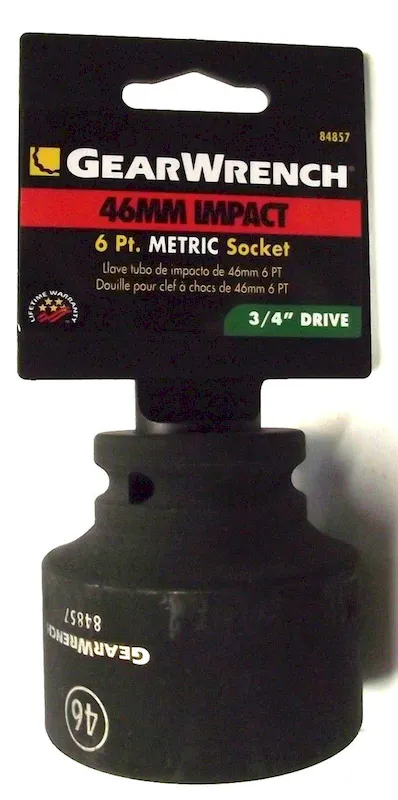 84857
GEARWRENCH
46MM IMPACT
6 Pt. METRIC Socket
Llave tubo de impacto de 46mm 6 PT
Douille pour clef à chocs de 46mm 6 PT
LIFETIME WARRANTY
3/4" DRIVE
GEARWRENCH
84857
46